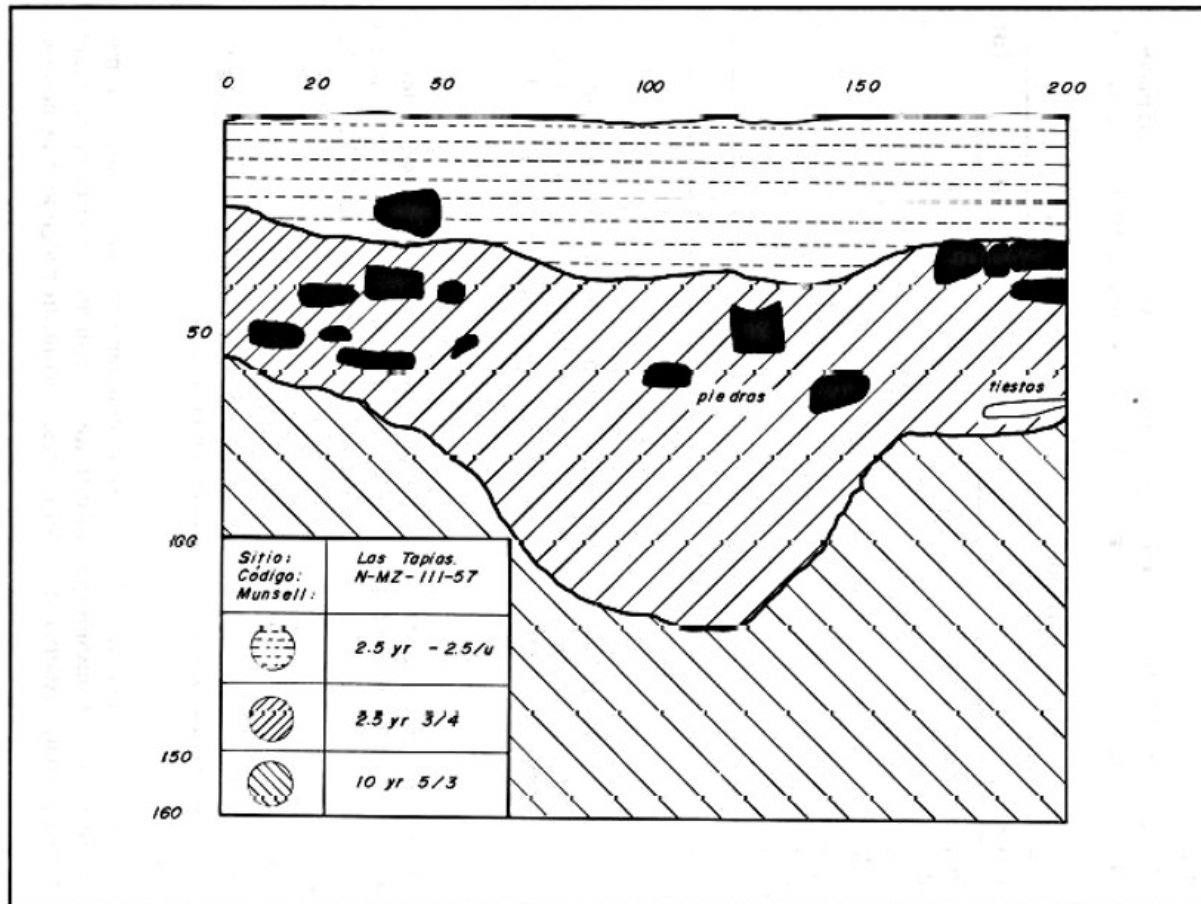 0 20 50 100 150 200
50
piedras
tiestos
100
Sitio: Las Tapias.
Código: N-MZ-111-57
Munsell:
2.5 yr - 2.5/u
2.5 yr 3/4
10 yr 5/3
150
160